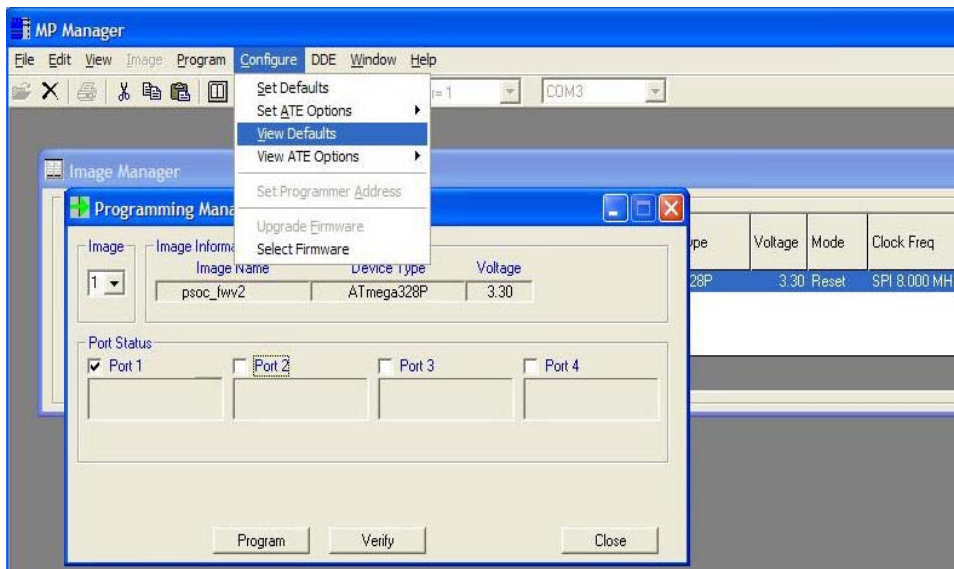 MP Manager
File Edit View Image Program Configure DDE Window Help
r= 1 COM3
Set Defaults
Set ATE Options
View Defaults
View ATE Options
Set Programmer Address
Upgrade Firmware
Select Firmware
Image Manager
Programming Mana
ype Voltage Mode Clock Freq
28P 3.30 Reset SPI 8.000 MH
Image Image Informa
Image Name Device Type Voltage
1 psoc_fwv2 ATmega328P 3.30
Port Status
Port 1 Port 2 Port 3 Port 4
Program Verify Close